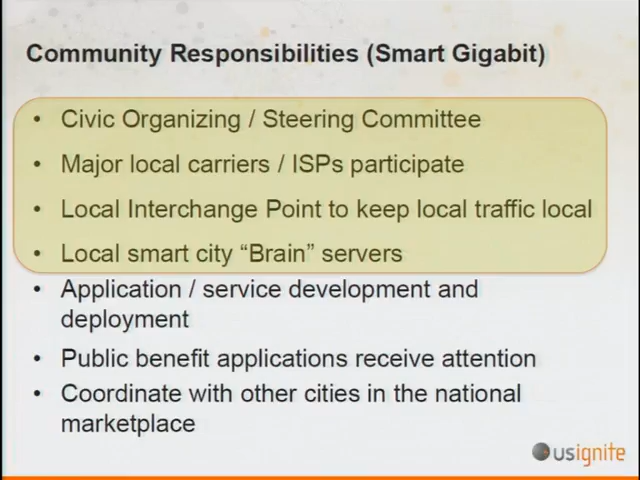 Community Responsibilities (Smart Gigabit)
• Civic Organizing / Steering Committee
• Major local carriers / ISPs participate
• Local Interchange Point to keep local traffic local
• Local smart city “Brain” servers
• Application / service development and
deployment
• Public benefit applications receive attention
• Coordinate with other cities in the national
marketplace
usignite